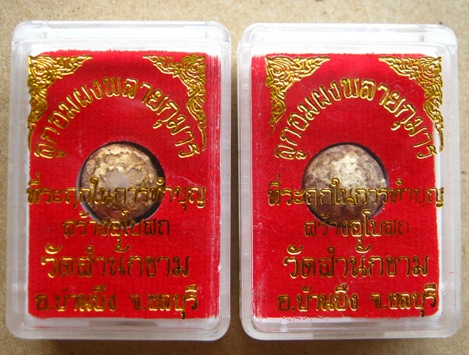 ลูกอมผงพลายกุมาร
ที่ระฤกในการทำบุญ
สร้างอุโบสถ
วัดสำนักขาม
อ.บ้านบึง จ.ชลบุรี
ลูกอมผงพลายกุมาร
ที่ระฤกในการทำบุญ
สร้างอุโบสถ
วัดสำนักขาม
อ.บ้านบึง จ.ชลบุรี